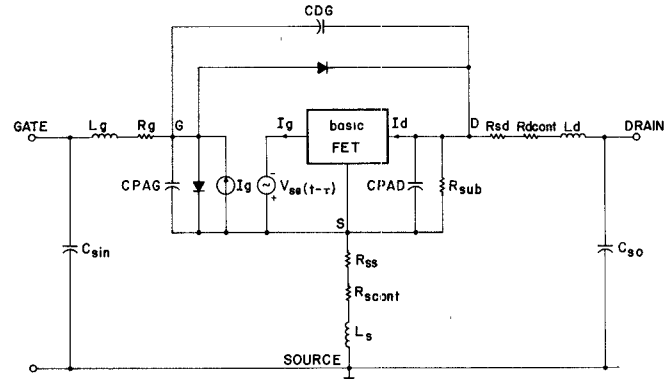 CDG
GATE
Lg
Rg
G
Ig
basic
FET
Id
D
Rsd
Rdcont
Ld
DRAIN
CPAG
Ig
Vss(t-τ)
-
+
CPAD
Rsub
S
Csin
Rss
Rscont
Ls
Cso
SOURCE